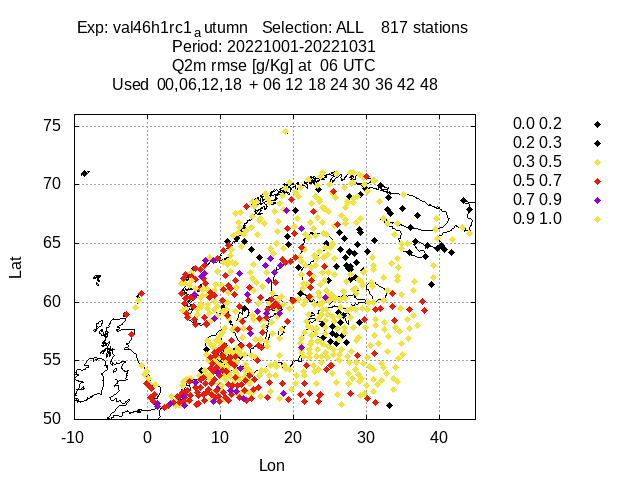 Exp: val46h1rc1autumn Selection: ALL 817 stations
Period: 20221001-20221031
Q2m rmse [g/Kg] at 06 UTC
Used 00,06,12,18 + 06 12 18 24 30 36 42 48
75
70
65
60
55
50
Lat
-10 0 10 20 30 40
Lon
0.0 0.2
0.2 0.3
0.3 0.5
0.5 0.7
0.7 0.9
0.9 1.0